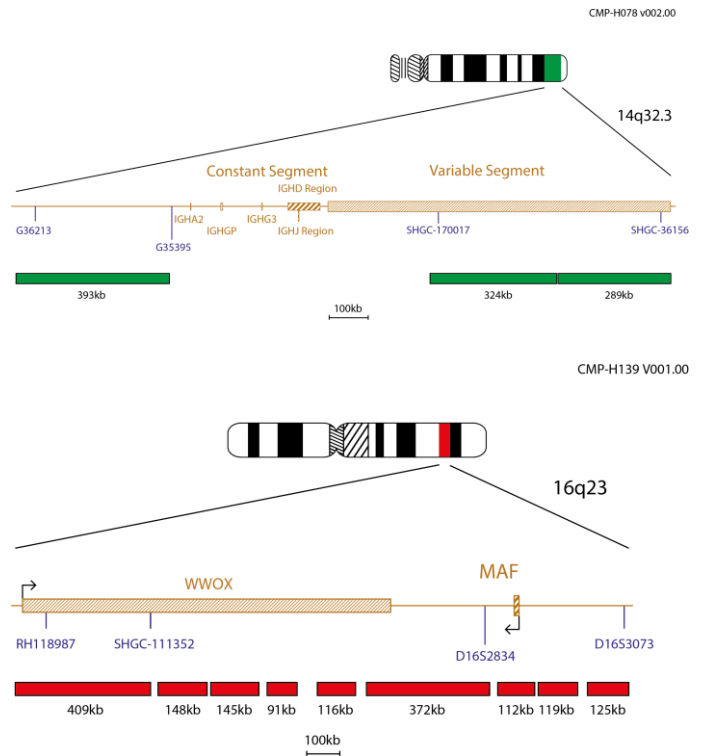 CMP-H078 v002.00
14q32.3
Constant Segment
Variable Segment
IGHD Region
IGHA2
IGHG3
IGHJ Region
IGHGP
G36213
G35395
SHGC-170017
SHGC-36156
393kb
324kb
289kb
100kb
CMP-H139 V001.00
16q23
WWOX
MAF
RH118987
SHGC-111352
D16S2834
D16S3073
409kb
148kb
145kb
91kb
116kb
372kb
112kb
119kb
125kb
100kb